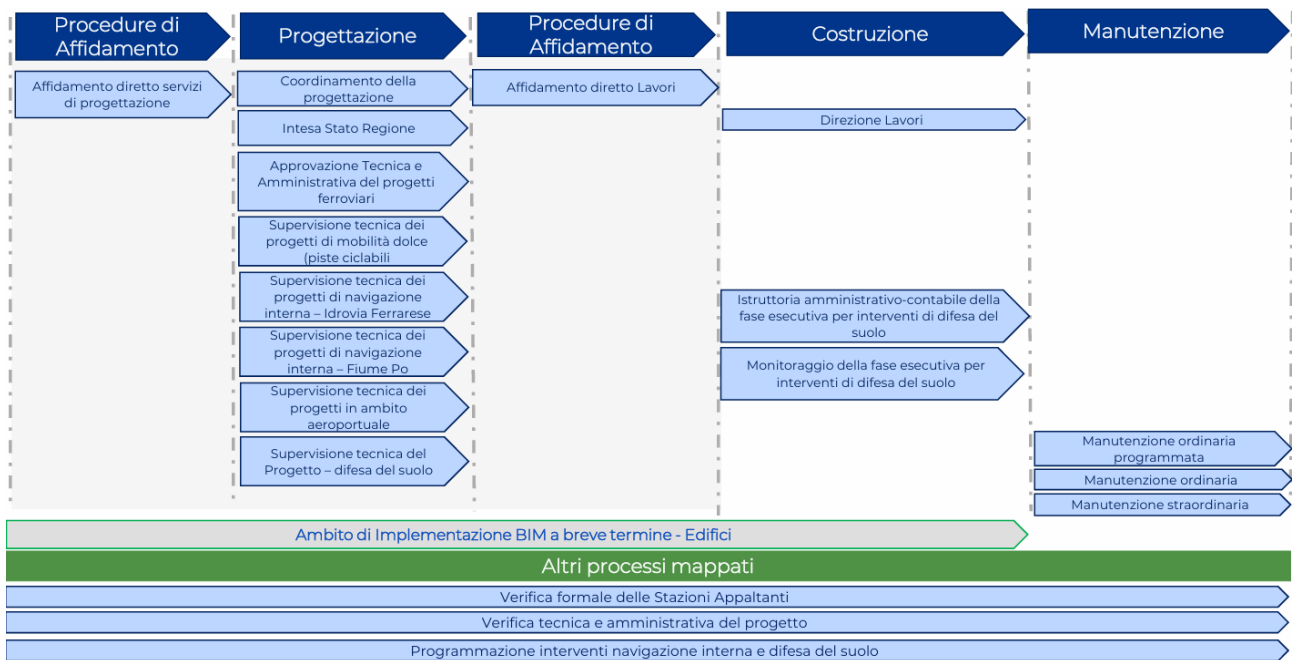 Procedure di
Affidamento
Progettazione
Procedure di
Affidamento
Costruzione
Manutenzione
Affidamento diretto servizi
di progettazione
Coordinamento della
progettazione
Intesa Stato Regione
Approvazione Tecnica e
Amministrativa del progetti
ferroviari
Supervisione tecnica dei
progetti di mobilità dolce
(piste ciclabili
Supervisione tecnica dei
progetti di navigazione
interna – Idrovia Ferrarese
Supervisione tecnica dei
progetti di navigazione
interna – Fiume Po
Supervisione tecnica dei
progetti in ambito
aeroportuale
Supervisione tecnica del
Progetto – difesa del suolo
Affidamento diretto Lavori
Direzione Lavori
Istruttoria amministrativo-contabile della
fase esecutiva per interventi di difesa del
suolo
Monitoraggio della fase esecutiva per
interventi di difesa del suolo
Manutenzione ordinaria
programmata
Manutenzione ordinaria
Manutenzione straordinaria
Ambito di Implementazione BIM a breve termine - Edifici
Altri processi mappati
Verifica formale delle Stazioni Appaltanti
Verifica tecnica e amministrativa del progetto
Programmazione interventi navigazione interna e difesa del suolo